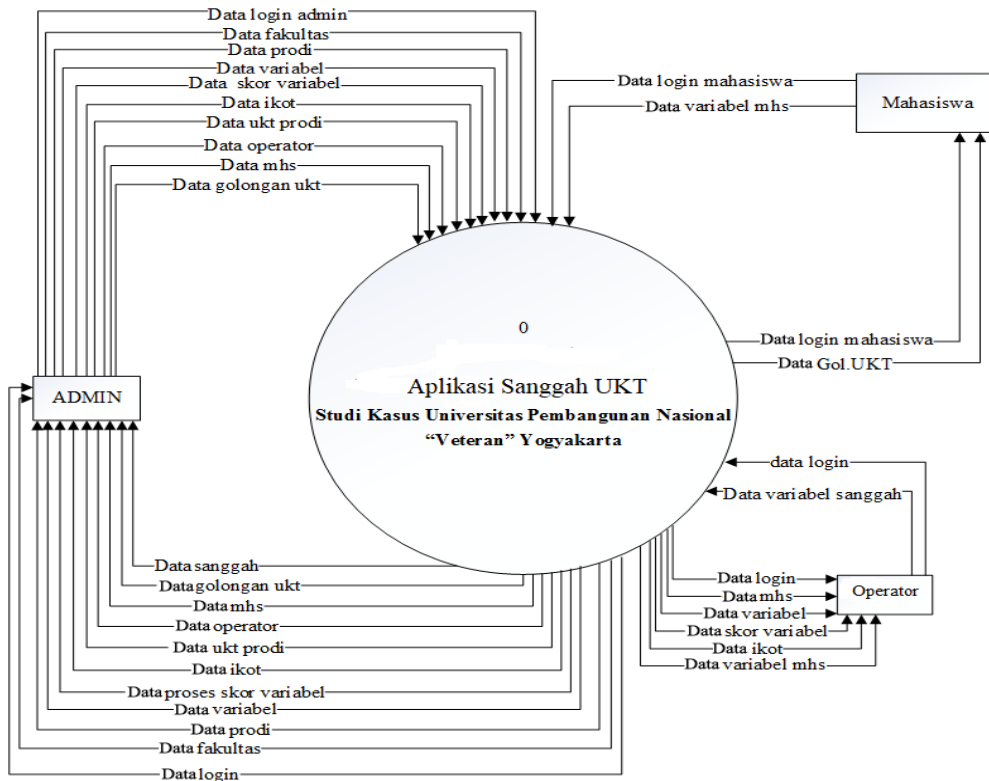 Data login admin
Data fakultas
Data prodi
Data variabel
Data skor variabel
Data ikot
Data ukt prodi
Data operator
Data mhs
Data golongan ukt
Data login mahasiswa
Data variabel mhs
Mahasiswa
0
Aplikasi Sanggah UKT
Studi Kasus Universitas Pembangunan Nasional
“Veteran” Yogyakarta
ADMIN
Data login mahasiswa
Data Gol.UKT
data login
Data variabel sanggah
Operator
Data login
Data mhs
Data variabel
Data skor variabel
Data ikot
Data variabel mhs
Data sanggah
Data golongan ukt
Data mhs
Data operator
Data ukt prodi
Data ikot
Data proses skor variabel
Data variabel
Data prodi
Data fakultas
Data login